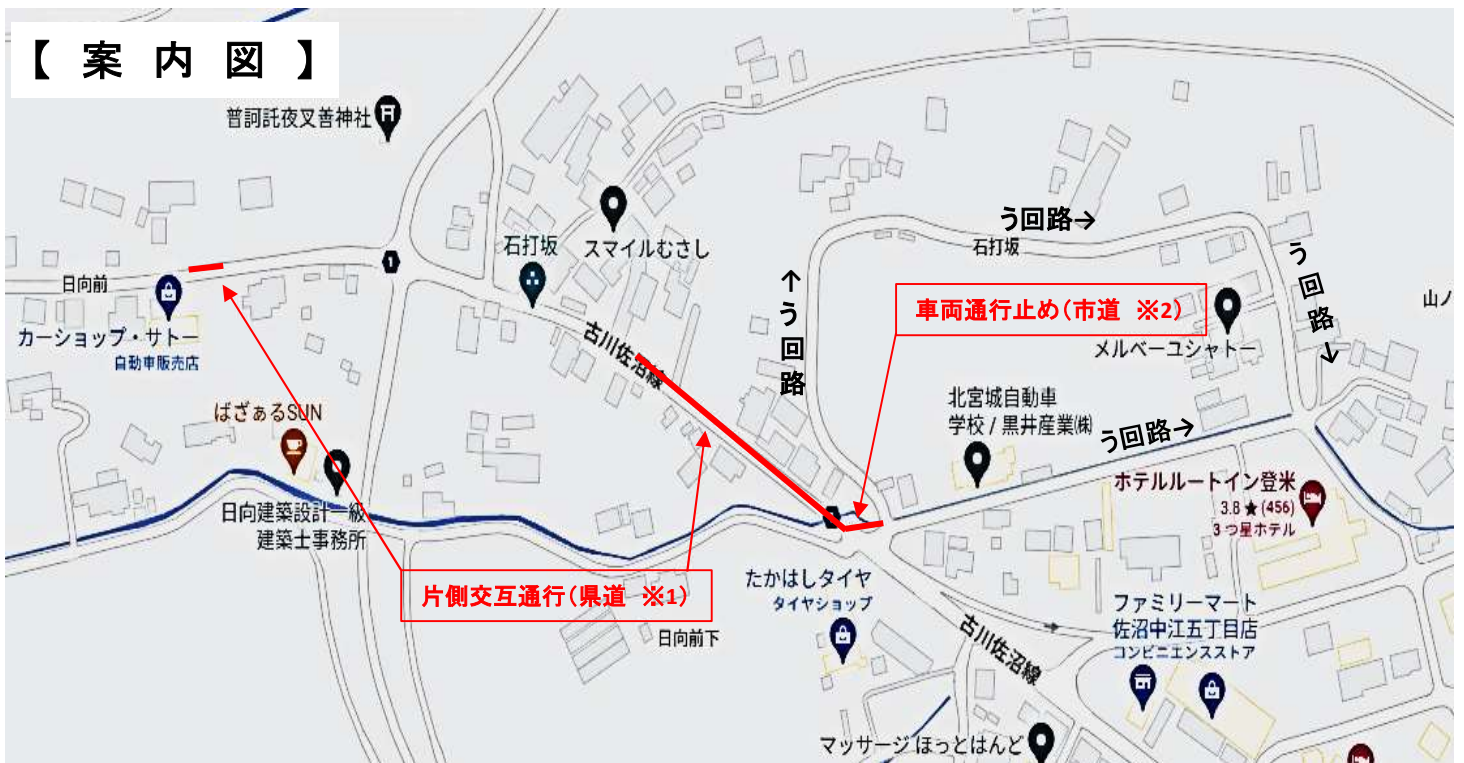 【 案 内 図 】
普訶託夜叉善神社
石打坂
スマイルむさし
日向前
1
カーショップ・サトー
自動車販売店
古川佐沼線
ばざぁるSUN
日向建築設計一級
建築士事務所
片側交互通行(県道 ※1)
日向前下
↑う回路
う回路→
石打坂
う回路→
山ノ
車両通行止め(市道 ※2)
メルベーユシャトー
北宮城自動車
学校 / 黒井産業㈱
う回路→
ホテルルートイン登米
3.8 ★ (456)
3 つ星ホテル
たかはしタイヤ
タイヤショップ
古川佐沼線
ファミリーマート
佐沼中江五丁目店
コンビニエンスストア
マッサージ ほっとはんど